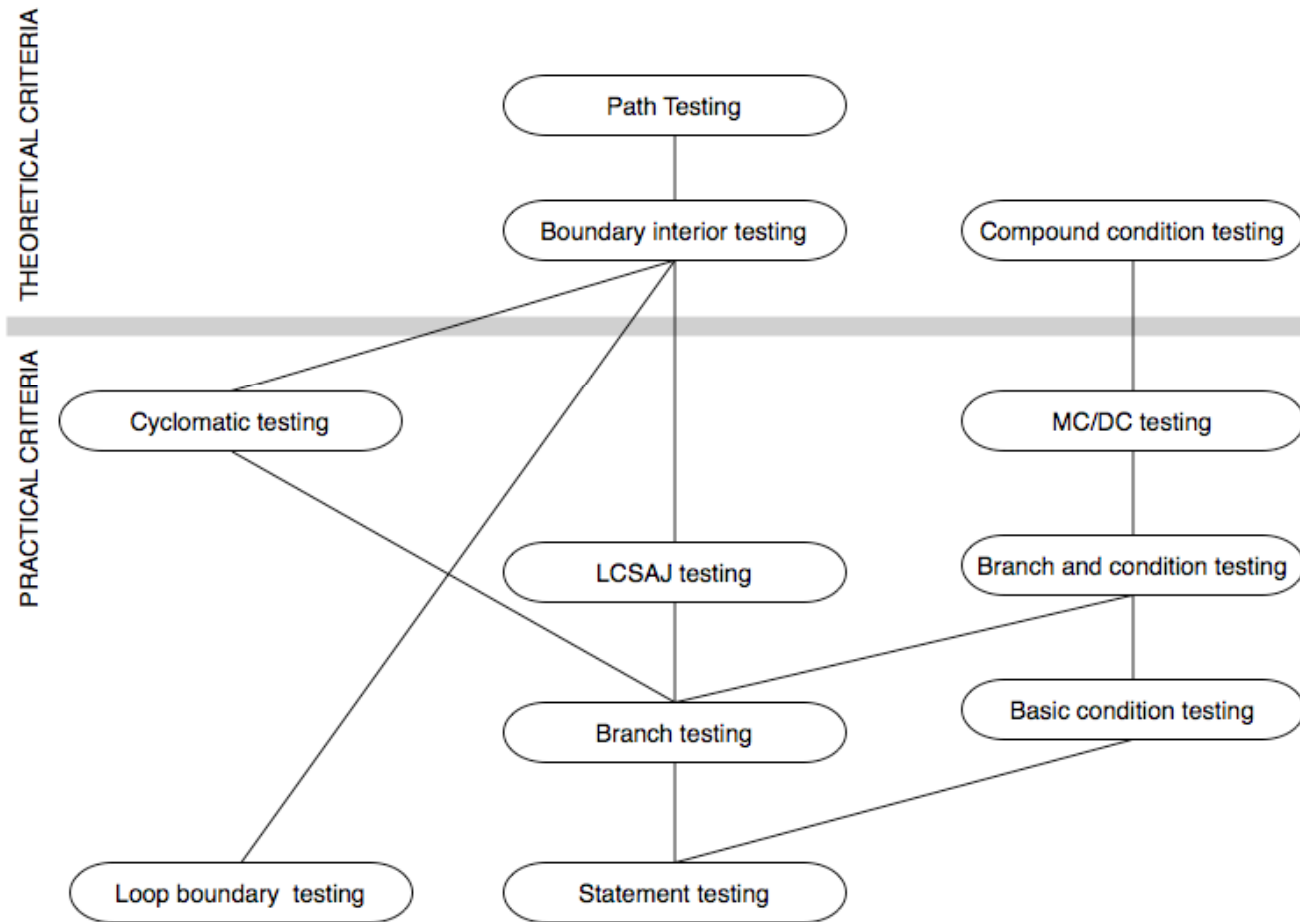 THEORETICAL CRITERIA
Path Testing
Boundary interior testing
Compound condition testing
PRACTICAL CRITERIA
Cyclomatic testing
MC/DC testing
LCSAJ testing
Branch and condition testing
Branch testing
Basic condition testing
Loop boundary testing
Statement testing